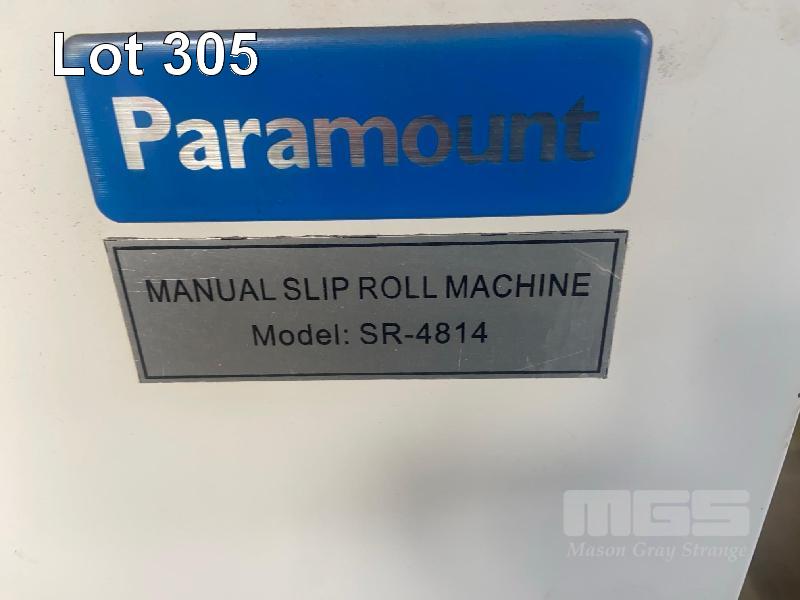 Lot 305
Paramount
MANUAL SLIP ROLL MACHINE
Model: SR-4814
MGS
Mason Gray Strange